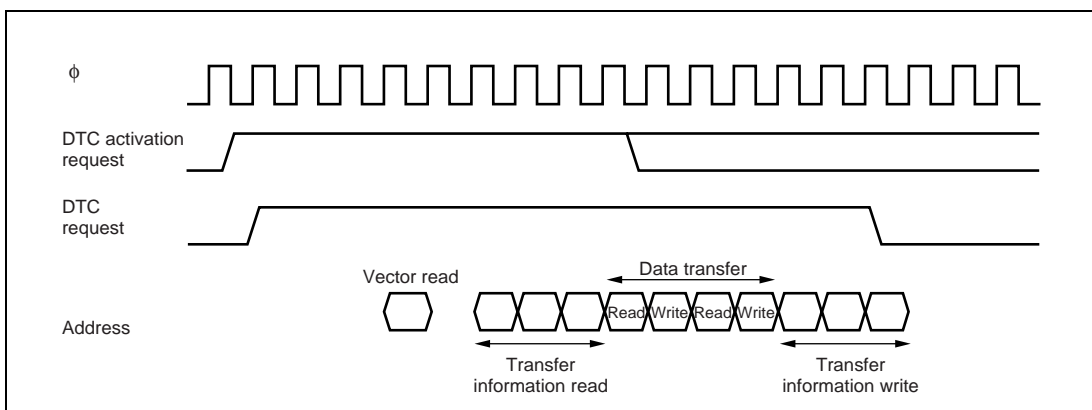 ϕ
DTC activation
request
DTC
request
Vector read
Data transfer
Address
Read Write Read Write
Transfer
information read
Transfer
information write